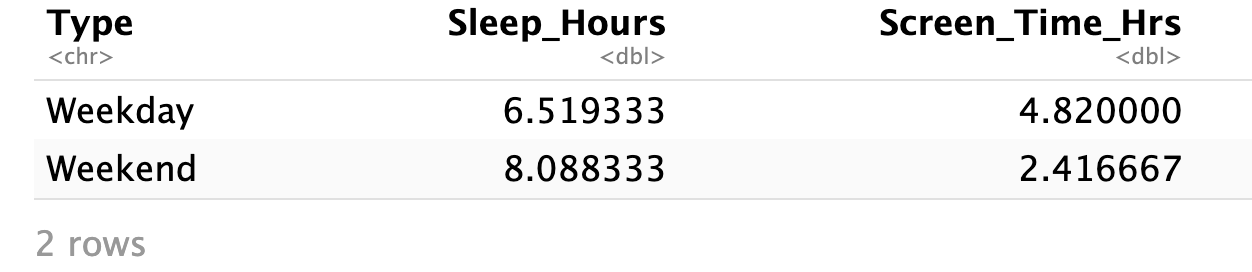 Type Sleep_Hours Screen_Time_Hrs
<chr> <dbl> <dbl>
Weekday 6.519333 4.820000
Weekend 8.088333 2.416667
2 rows